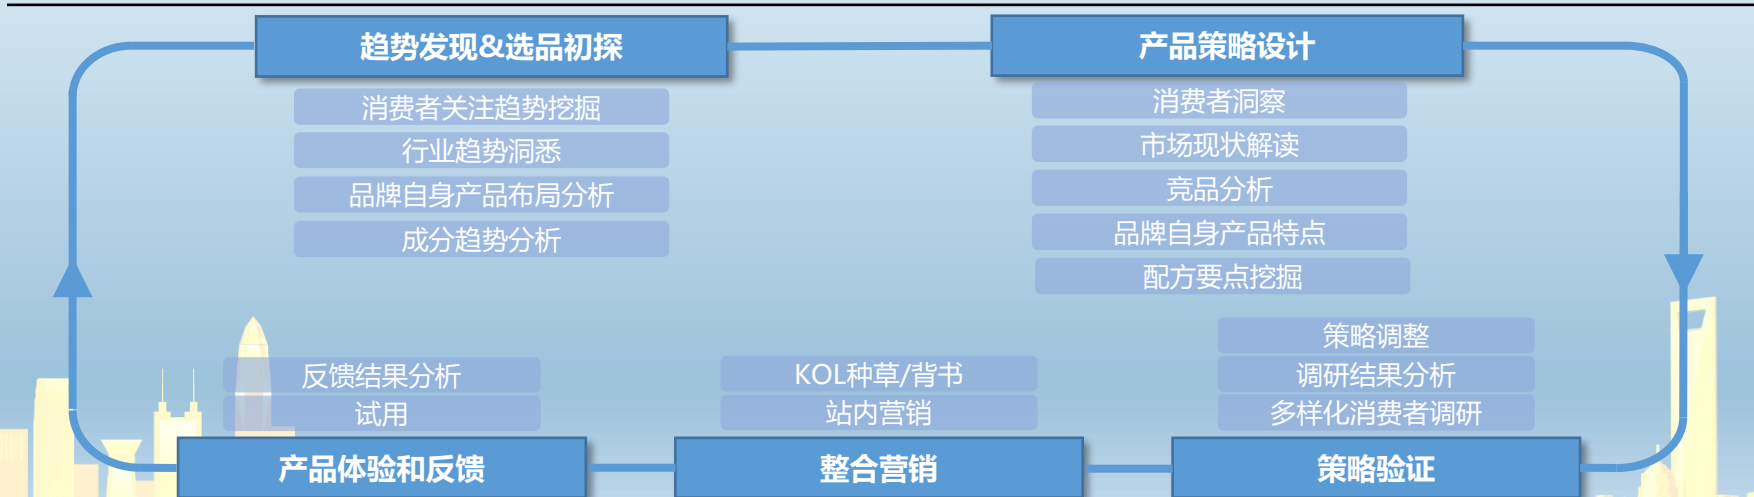 趋势发现&选品初探
消费者关注趋势挖掘
行业趋势洞悉
品牌自身产品布局分析
成分趋势分析
产品策略设计
消费者洞察
市场现状解读
竞品分析
品牌自身产品特点
配方要点挖掘
反馈结果分析
试用
产品体验和反馈
KOL种草/背书
站内营销
整合营销
策略调整
调研结果分析
多样化消费者调研
策略验证